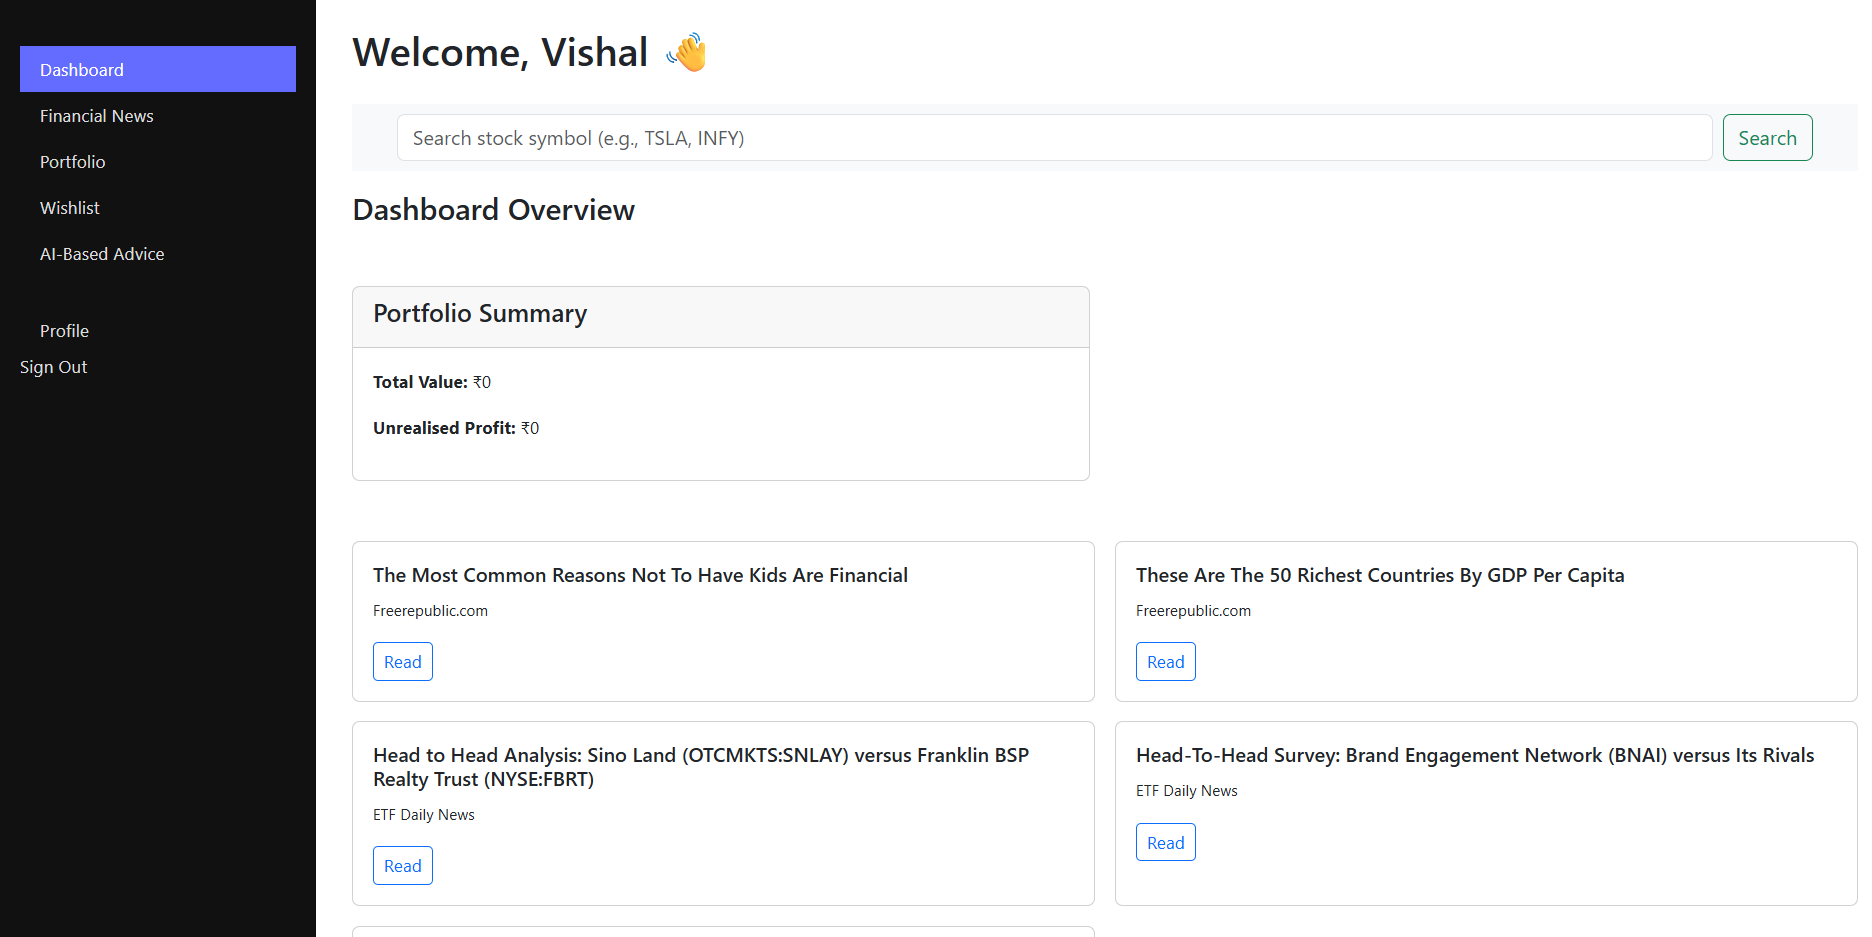 Dashboard
Financial News
Portfolio
Wishlist
AI-Based Advice
Profile
Sign Out
Welcome, Vishal 👋
Search stock symbol (e.g., TSLA, INFY)
Search
Dashboard Overview
Portfolio Summary
Total Value: ₹0
Unrealised Profit: ₹0
The Most Common Reasons Not To Have Kids Are Financial
Freerepublic.com
Read
These Are The 50 Richest Countries By GDP Per Capita
Freerepublic.com
Read
Head to Head Analysis: Sino Land (OTCMKTS:SNLAY) versus Franklin BSP
Realty Trust (NYSE:FBRT)
ETF Daily News
Read
Head-To-Head Survey: Brand Engagement Network (BNAI) versus Its Rivals
ETF Daily News
Read